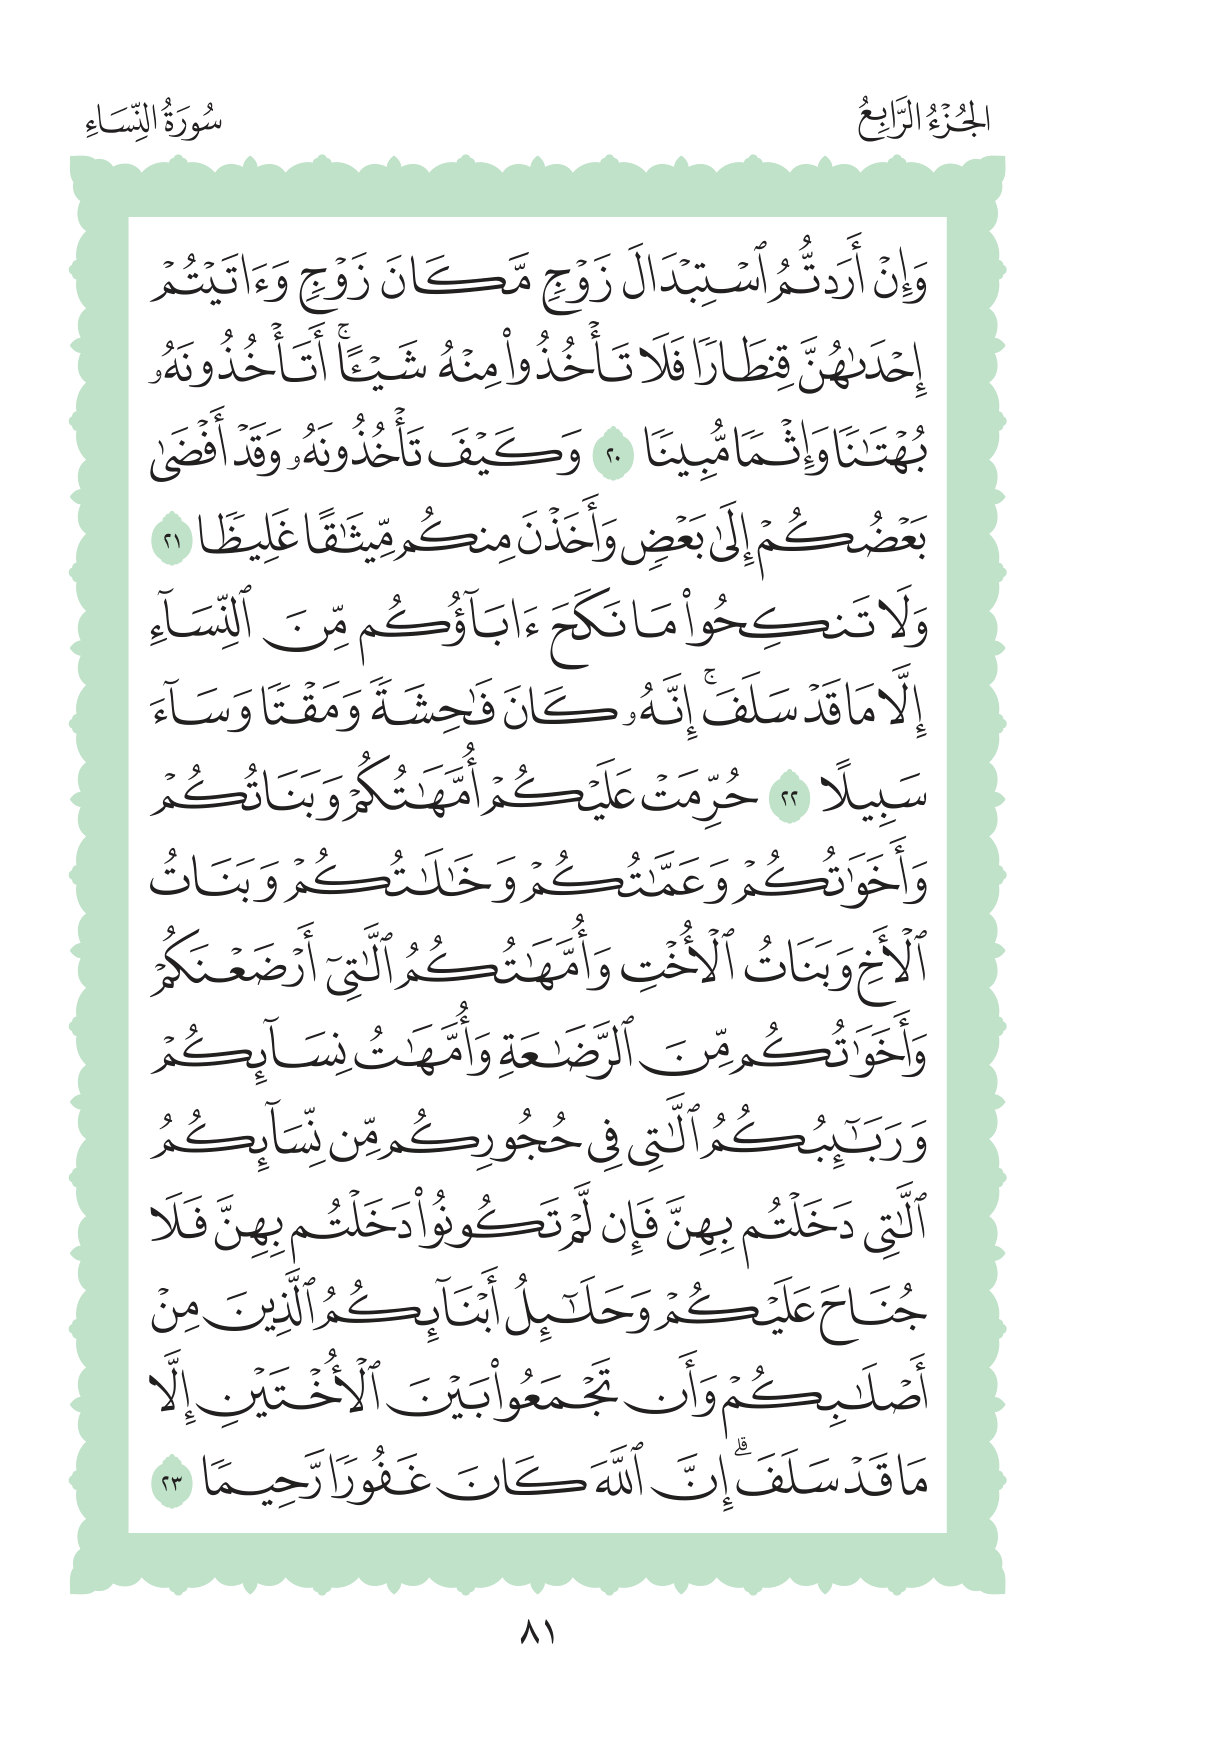 الجُزْءُ الرَّابِعُ
سُورَةُ النِّسَاءِ
وَإِنْ أَرَدتُّمُ ٱسْتِبْدَالَ زَوْجٍ مَّكَانَ زَوْجٍ وَءَاتَيْتُمْ
إِحْدَىٰهُنَّ قِنطَارًا فَلَا تَأْخُذُوا۟ مِنْهُ شَيْـًٔا ۚ أَتَأْخُذُونَهُۥ
بُهْتَـٰنًا وَإِثْمًا مُّبِينًا ٢٠ وَكَيْفَ تَأْخُذُونَهُۥ وَقَدْ أَفْضَىٰ
بَعْضُكُمْ إِلَىٰ بَعْضٍ وَأَخَذْنَ مِنكُم مِّيثَـٰقًا غَلِيظًا ٢١
وَلَا تَنكِحُوا۟ مَا نَكَحَ ءَابَآؤُكُم مِّنَ ٱلنِّسَآءِ
إِلَّا مَا قَدْ سَلَفَ ۚ إِنَّهُۥ كَانَ فَـٰحِشَةً وَمَقْتًا وَسَآءَ
سَبِيلًا ٢٢ حُرِّمَتْ عَلَيْكُمْ أُمَّهَـٰتُكُمْ وَبَنَاتُكُمْ
وَأَخَوَٰتُكُمْ وَعَمَّـٰتُكُمْ وَخَـٰلَـٰتُكُمْ وَبَنَاتُ
ٱلْأَخِ وَبَنَاتُ ٱلْأُخْتِ وَأُمَّهَـٰتُكُمُ ٱلَّـٰتِىٓ أَرْضَعْنَكُمْ
وَأَخَوَٰتُكُم مِّنَ ٱلرَّضَـٰعَةِ وَأُمَّهَـٰتُ نِسَآئِكُمْ
وَرَبَـٰٓئِبُكُمُ ٱلَّـٰتِى فِى حُجُورِكُم مِّن نِّسَآئِكُمُ
ٱلَّـٰتِى دَخَلْتُم بِهِنَّ فَإِن لَّمْ تَكُونُوا۟ دَخَلْتُم بِهِنَّ فَلَا
جُنَاحَ عَلَيْكُمْ وَحَلَـٰٓئِلُ أَبْنَآئِكُمُ ٱلَّذِينَ مِنْ
أَصْلَـٰبِكُمْ وَأَن تَجْمَعُوا۟ بَيْنَ ٱلْأُخْتَيْنِ إِلَّا
مَا قَدْ سَلَفَ ۗ إِنَّ ٱللَّهَ كَانَ غَفُورًا رَّحِيمًا ٢٣
٨١